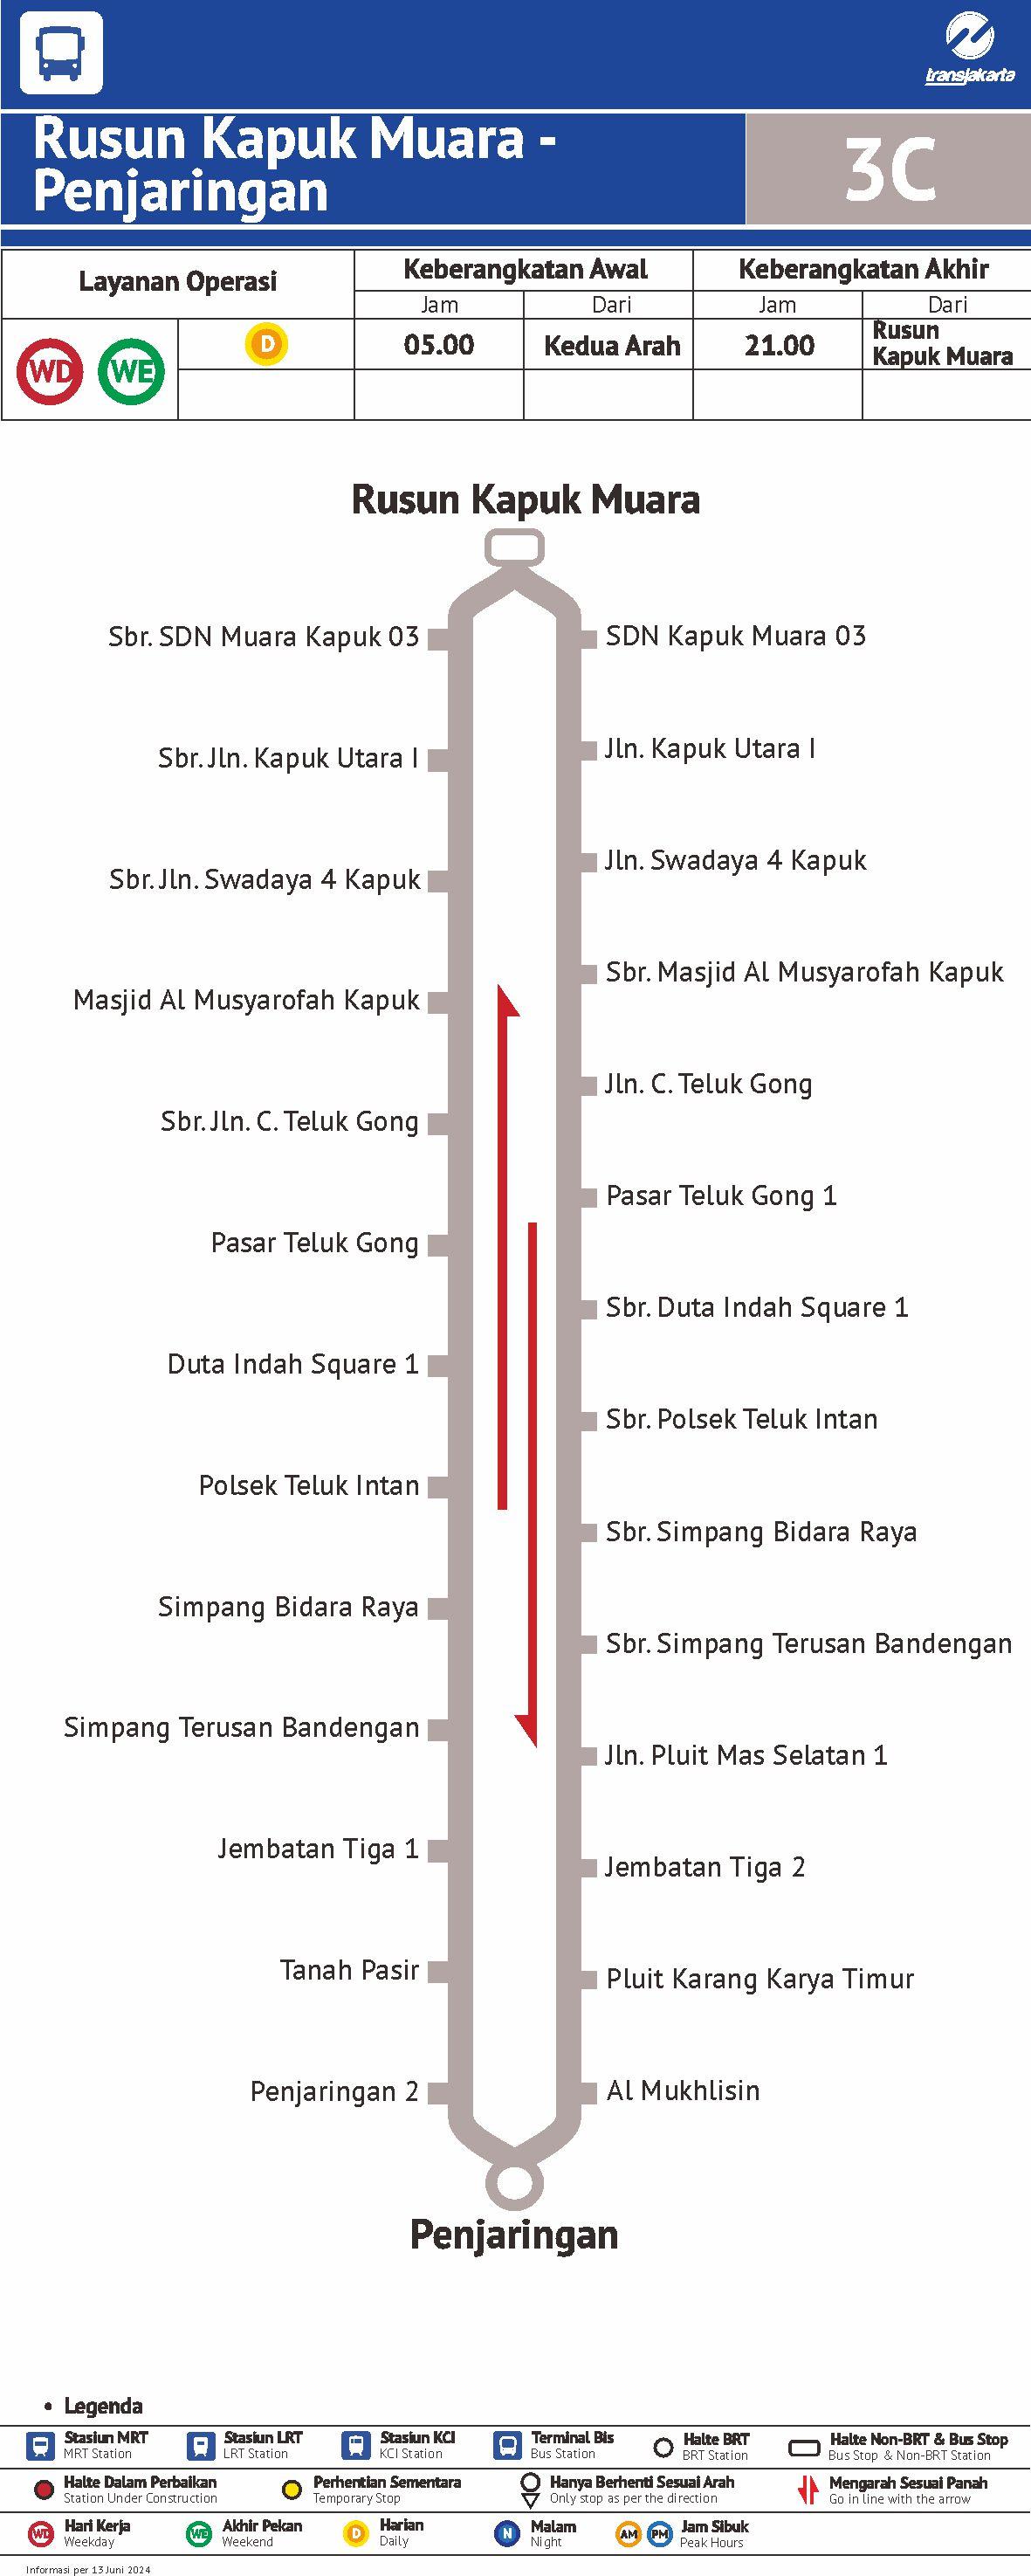 transjakarta
Rusun Kapuk Muara -
Penjaringan
3C
Layanan Operasi
Keberangkatan Awal
Keberangkatan Akhir
Jam
Dari
Jam
Dari
WD
WE
D
05.00
Kedua Arah
21.00
Rusun
Kapuk Muara
Rusun Kapuk Muara
Sbr. SDN Muara Kapuk 03
SDN Kapuk Muara 03
Sbr. Jln. Kapuk Utara I
Jln. Kapuk Utara I
Sbr. Jln. Swadaya 4 Kapuk
Jln. Swadaya 4 Kapuk
Masjid Al Musyarofah Kapuk
Sbr. Masjid Al Musyarofah Kapuk
Sbr. Jln. C. Teluk Gong
Jln. C. Teluk Gong
Pasar Teluk Gong
Pasar Teluk Gong 1
Duta Indah Square 1
Sbr. Duta Indah Square 1
Polsek Teluk Intan
Sbr. Polsek Teluk Intan
Simpang Bidara Raya
Sbr. Simpang Bidara Raya
Simpang Terusan Bandengan
Sbr. Simpang Terusan Bandengan
Jln. Pluit Mas Selatan 1
Jembatan Tiga 1
Jembatan Tiga 2
Tanah Pasir
Pluit Karang Karya Timur
Penjaringan 2
Al Mukhlisin
Penjaringan
• Legenda
Stasiun MRT
MRT Station
Stasiun LRT
LRT Station
Stasiun KCI
KCI Station
Terminal Bis
Bus Station
Halte BRT
BRT Station
Halte Non-BRT & Bus Stop
Bus Stop & Non-BRT Station
Halte Dalam Perbaikan
Station Under Construction
Perhentian Sementara
Temporary Stop
Hanya Berhenti Sesuai Arah
Only stop as per the direction
Mengarah Sesuai Panah
Go in line with the arrow
WD
Hari Kerja
Weekday
WE
Akhir Pekan
Weekend
D
Harian
Daily
N
Malam
Night
AM
PM
Jam Sibuk
Peak Hours
Informasi per 13 Juni 2024